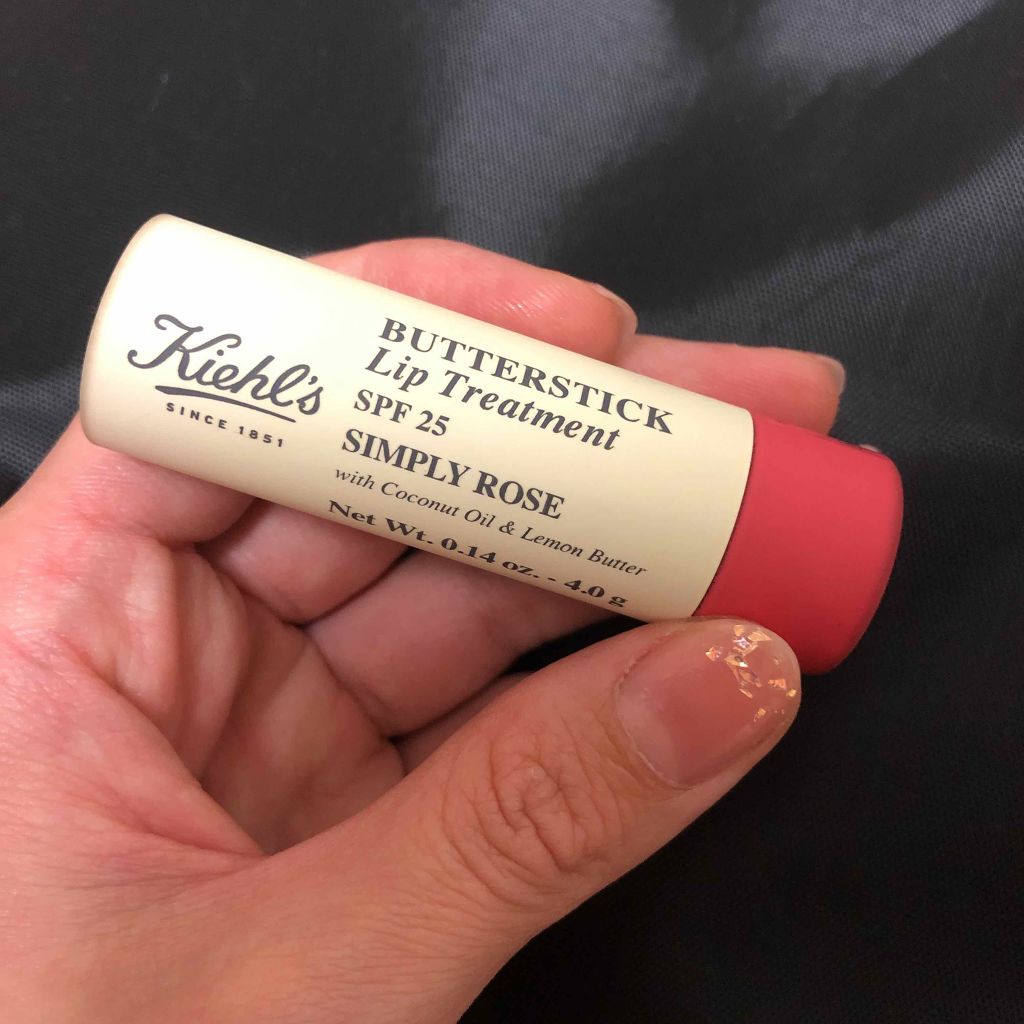 Kiehl's
SINCE 1851
BUTTERSTICK
Lip Treatment
SPF 25
SIMPLY ROSE
with Coconut Oil & Lemon Butter
Net Wt. 0.14 oz. - 4.0 g